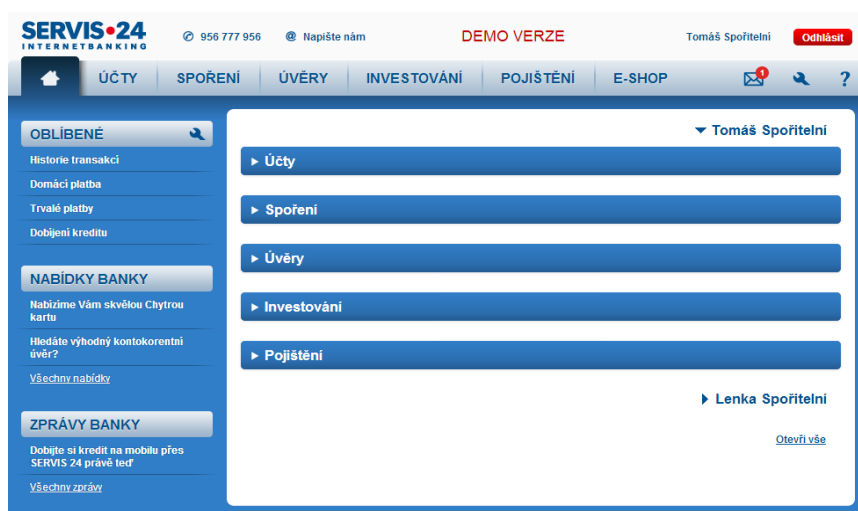 SERVIS 24
INTERNETBANKING
956 777 956
@ Napište nám
DEMO VERZE
Tomáš Spořitelní
Odhlásit
ÚČTY
SPOŘENÍ
ÚVĚRY
INVESTOVÁNÍ
POJIŠTĚNÍ
E-SHOP
1
?
OBLÍBENÉ
Historie transakcí
Domácí platba
Trvalé platby
Dobíjení kreditu
NABÍDKY BANKY
Nabízíme Vám skvělou Chytrou
kartu
Hledáte výhodný kontokorentní
úvěr?
Všechny nabídky
ZPRÁVY BANKY
Dobijte si kredit na mobilu přes
SERVIS 24 právě teď
Všechny zprávy
Tomáš Spořitelní
Účty
Spoření
Úvěry
Investování
Pojištění
Lenka Spořitelní
Otevři vše